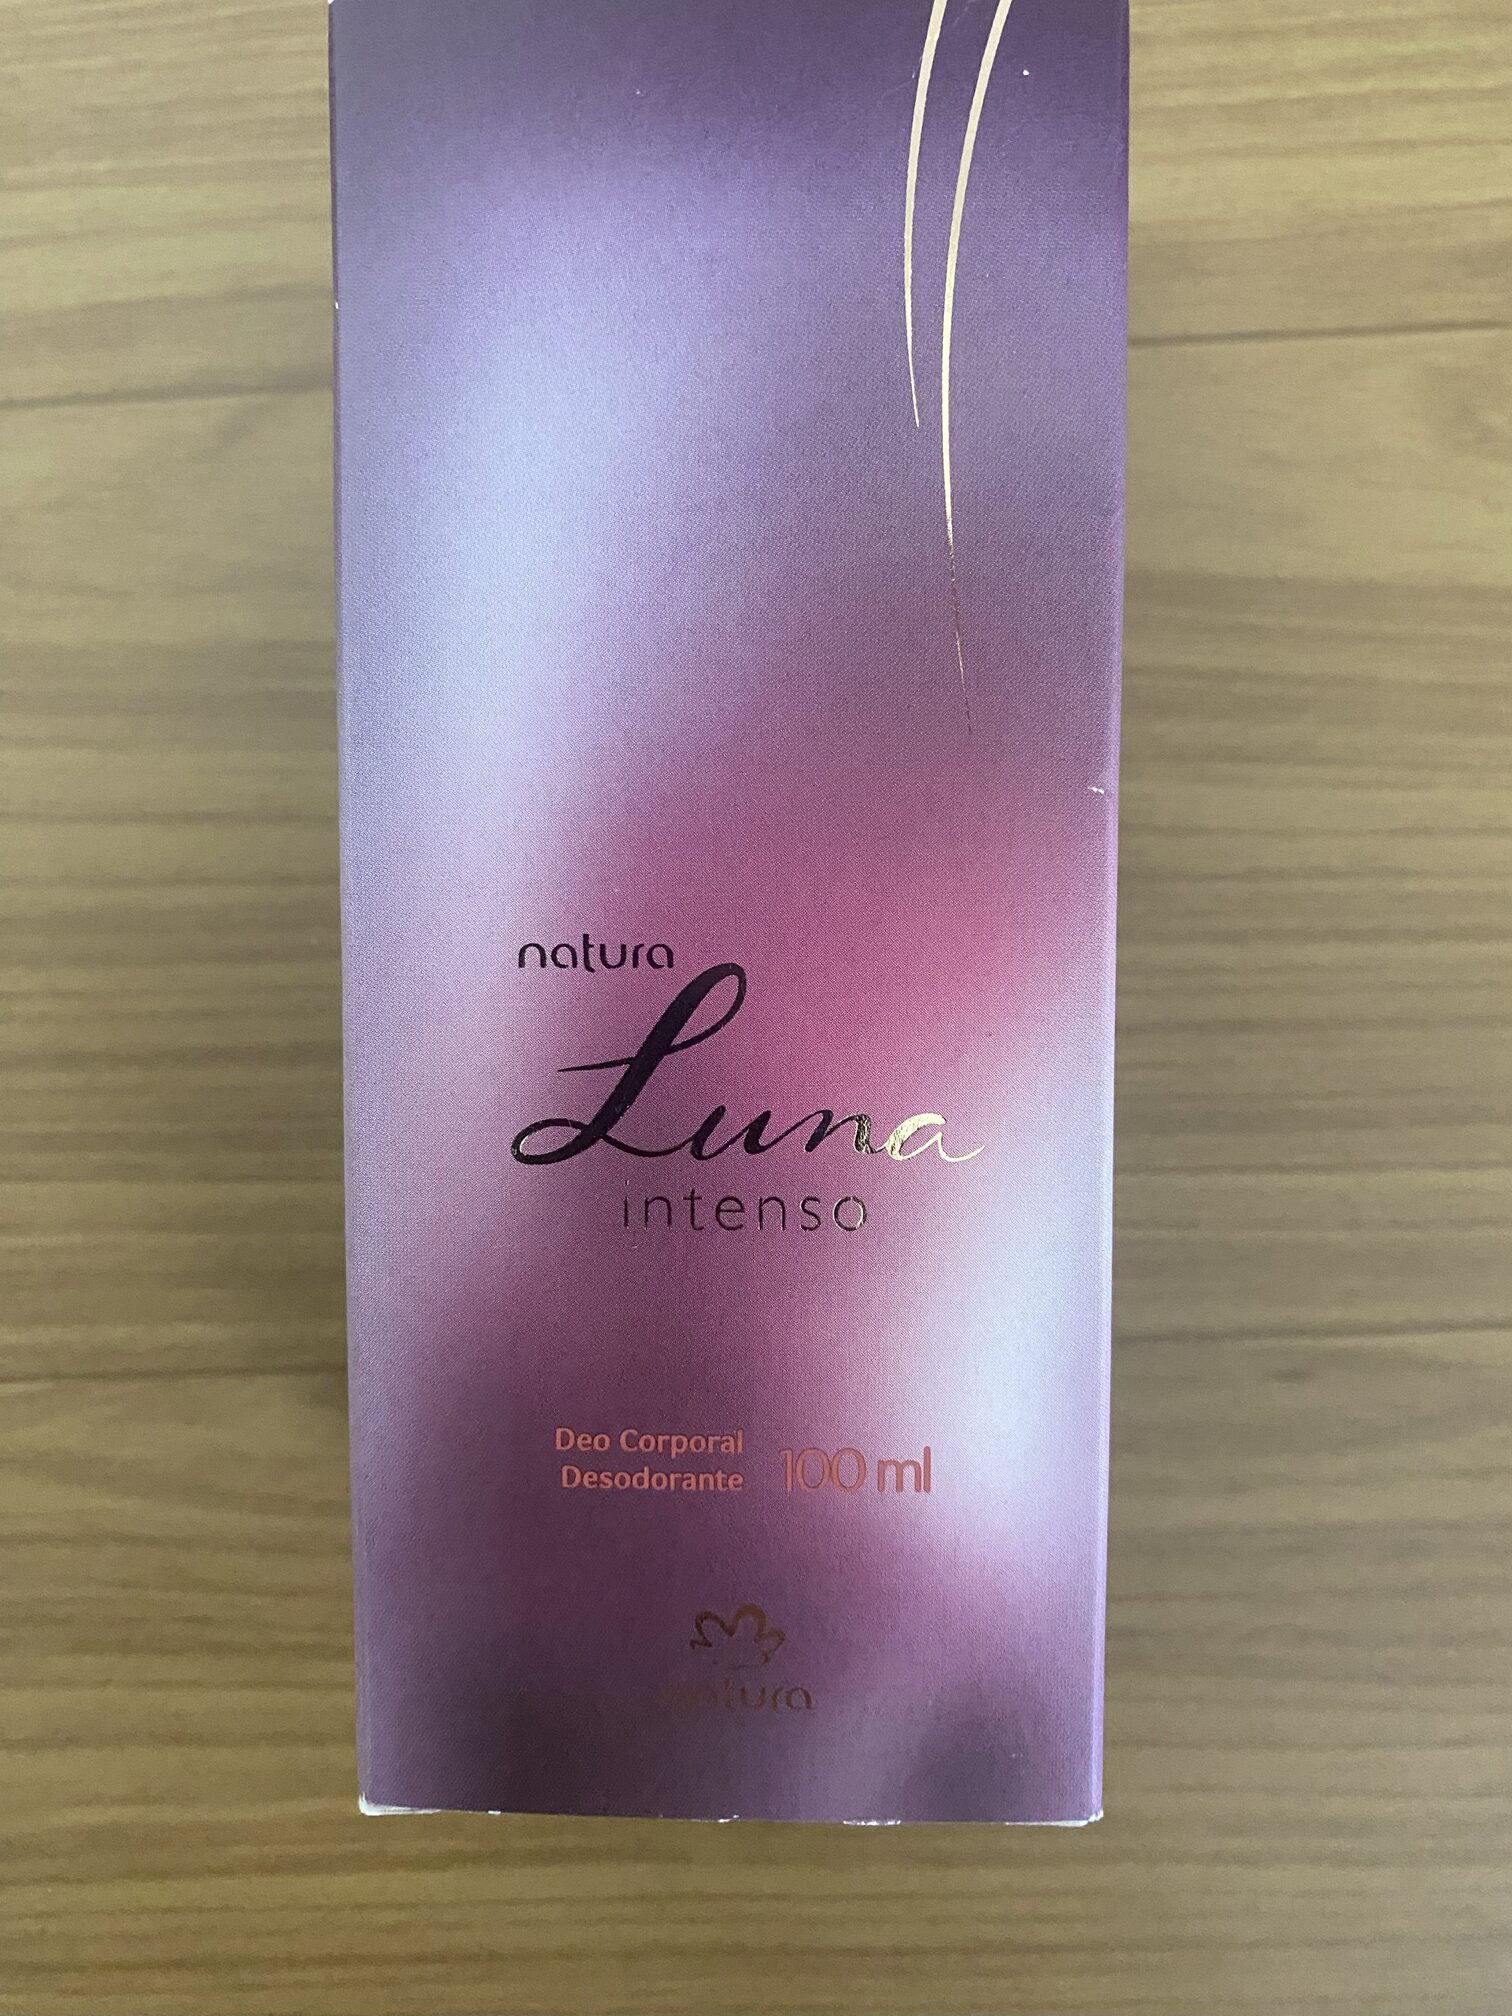 natura
Luna
intenso
Deo Corporal
Desodorante
100 ml
natura